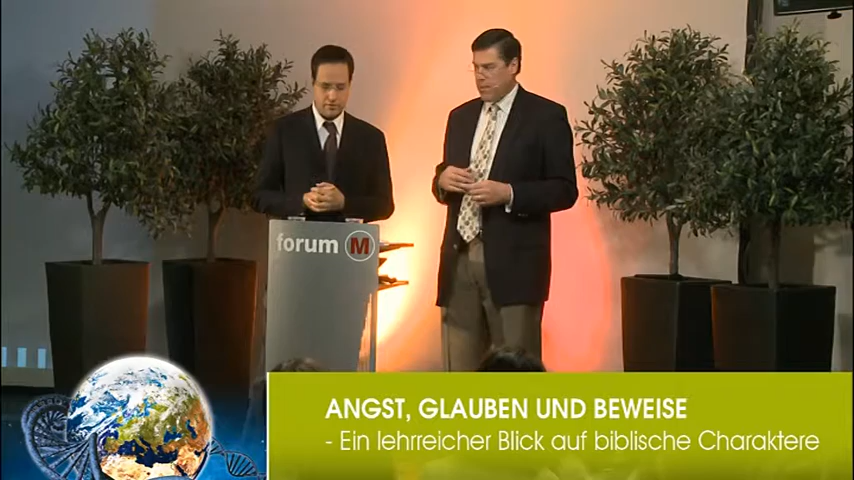 forum M
ANGST, GLAUBEN UND BEWEISE
- Ein lehrreicher Blick auf biblische Charaktere